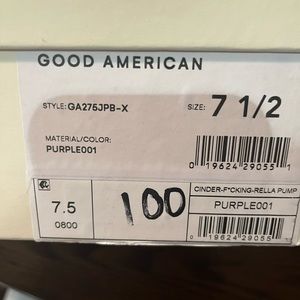 GOOD AMERICAN
STYLE: GA275JPB-X
SIZE: 7 1/2
MATERIAL/COLOR:
PURPLE001
0 19624 29055 1
7.5
0800
100
CINDER-F*CKING-RELLA PUMP
PURPLE001
0 19624 29055 1